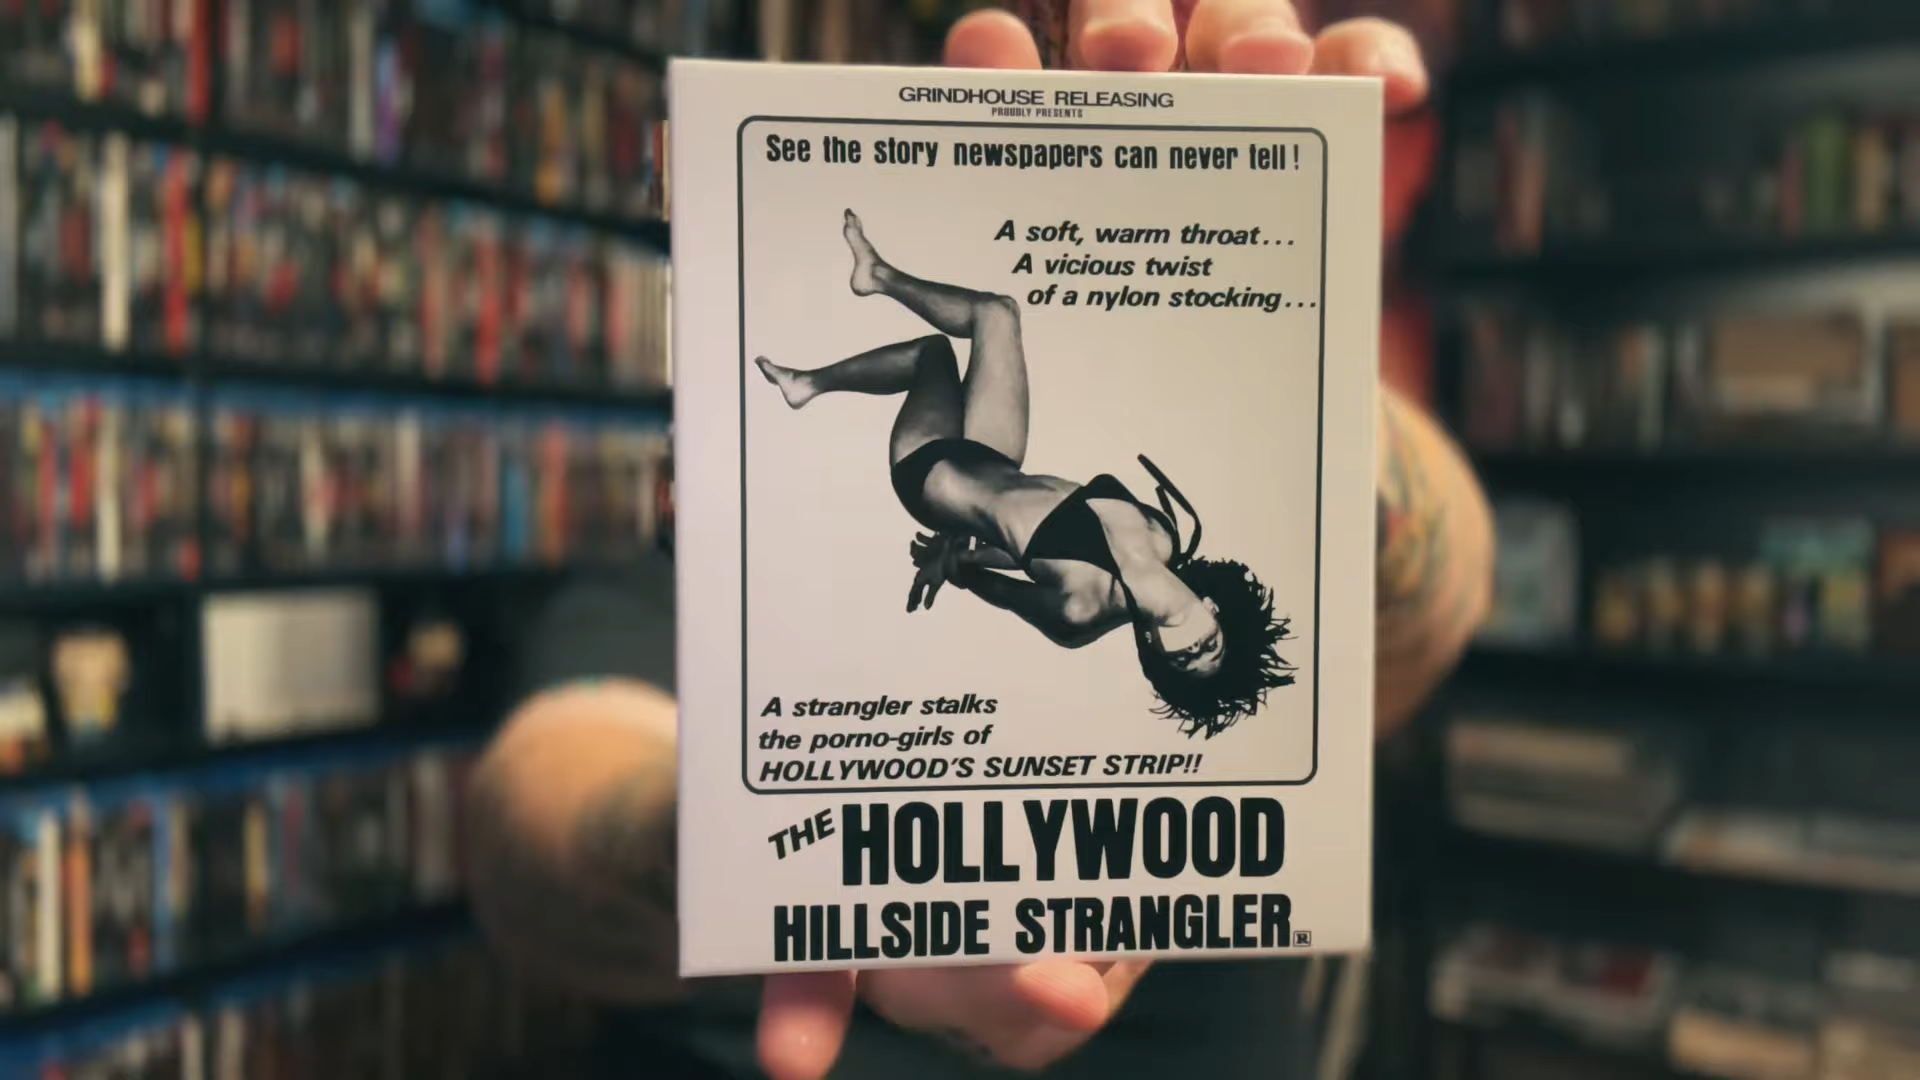 GRINDHOUSE RELEASING
PROUDLY PRESENTS
See the story newspapers can never tell!
A soft, warm throat...
A vicious twist
of a nylon stocking...
A strangler stalks
the porno-girls of
HOLLYWOOD'S SUNSET STRIP!!
THE HOLLYWOOD
HILLSIDE STRANGLER
R